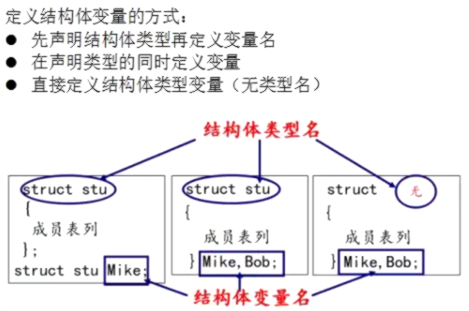 定义结构体变量的方式：
● 先声明结构体类型再定义变量名
● 在声明类型的同时定义变量
● 直接定义结构体类型变量（无类型名）
结构体类型名
struct stu
{
成员表列
};
struct stu Mike;
struct stu
{
成员表列
} Mike,Bob;
struct 无
{
成员表列
} Mike,Bob;
结构体变量名